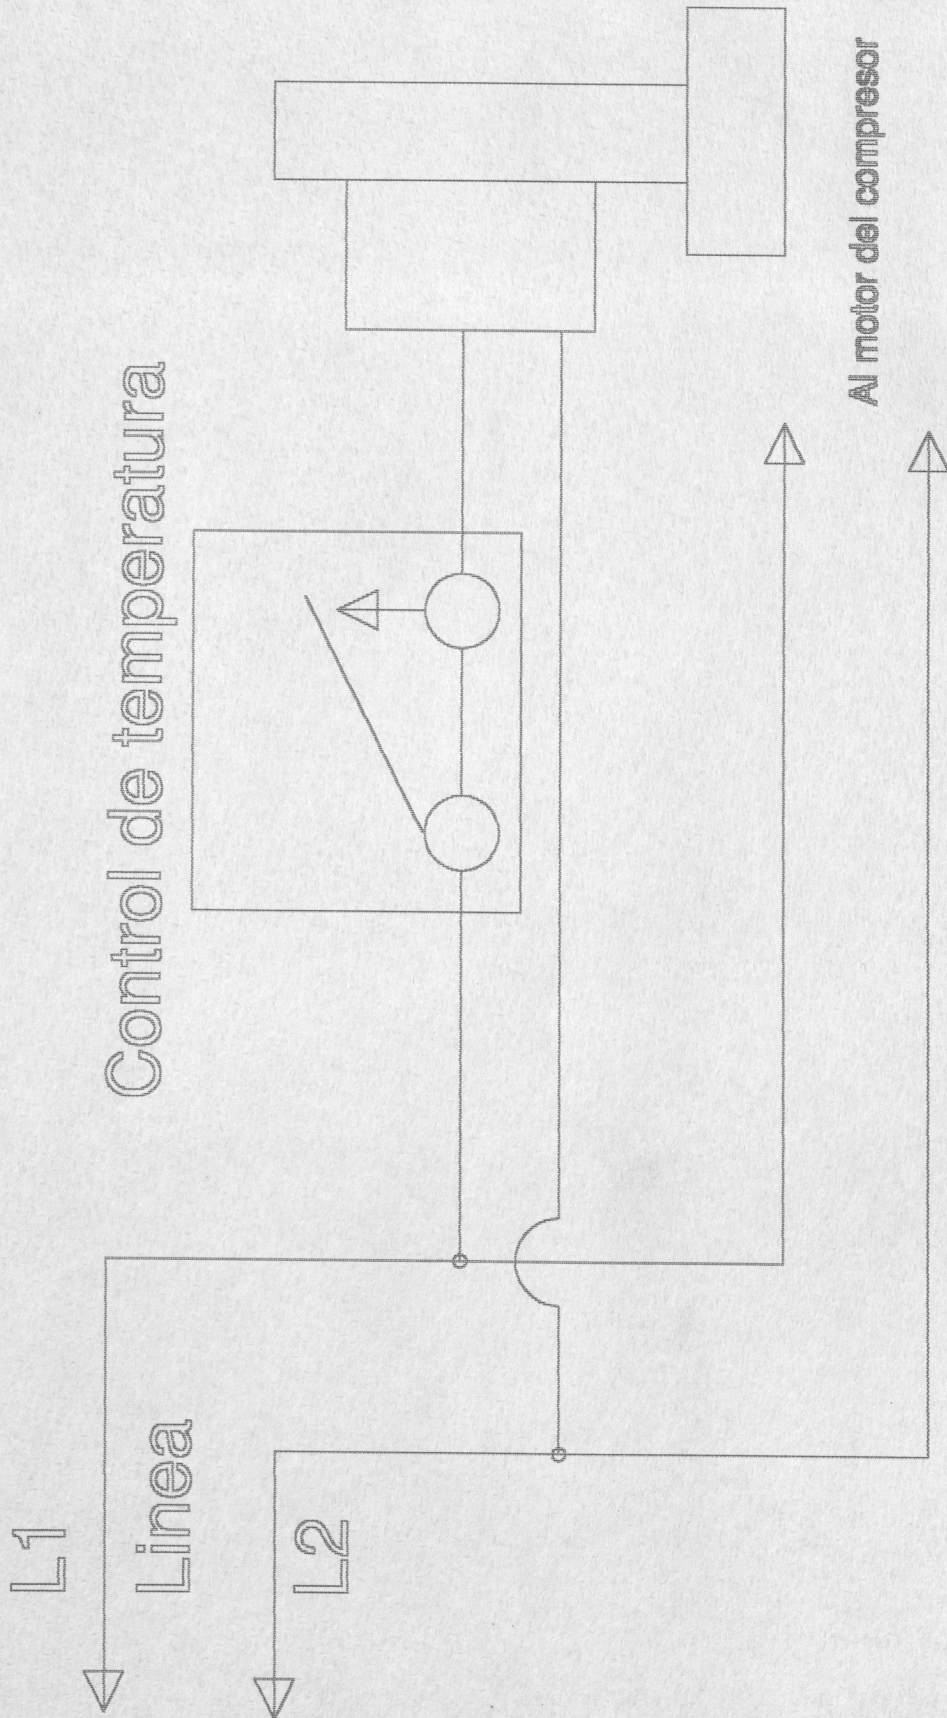 L1
Linea
L2
Control de temperatura
Al motor del compresor